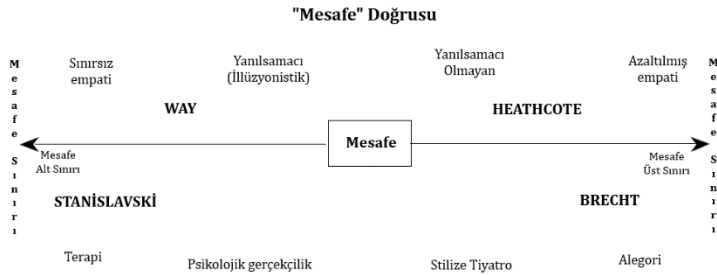 "Mesafe" Doğrusu
Mesafe Sınırı
Sınırsız
empati
Yanılsamacı
(İllüzyonistik)
Yanılsamacı
Olmayan
Azaltılmış
empati
Mesafe Sınırı
WAY
HEATHCOTE
Mesafe
Mesafe
Alt Sınırı
Mesafe
Üst Sınırı
STANİSLAVSKİ
BRECHT
Terapi
Psikolojik gerçekçilik
Stilize Tiyatro
Alegori